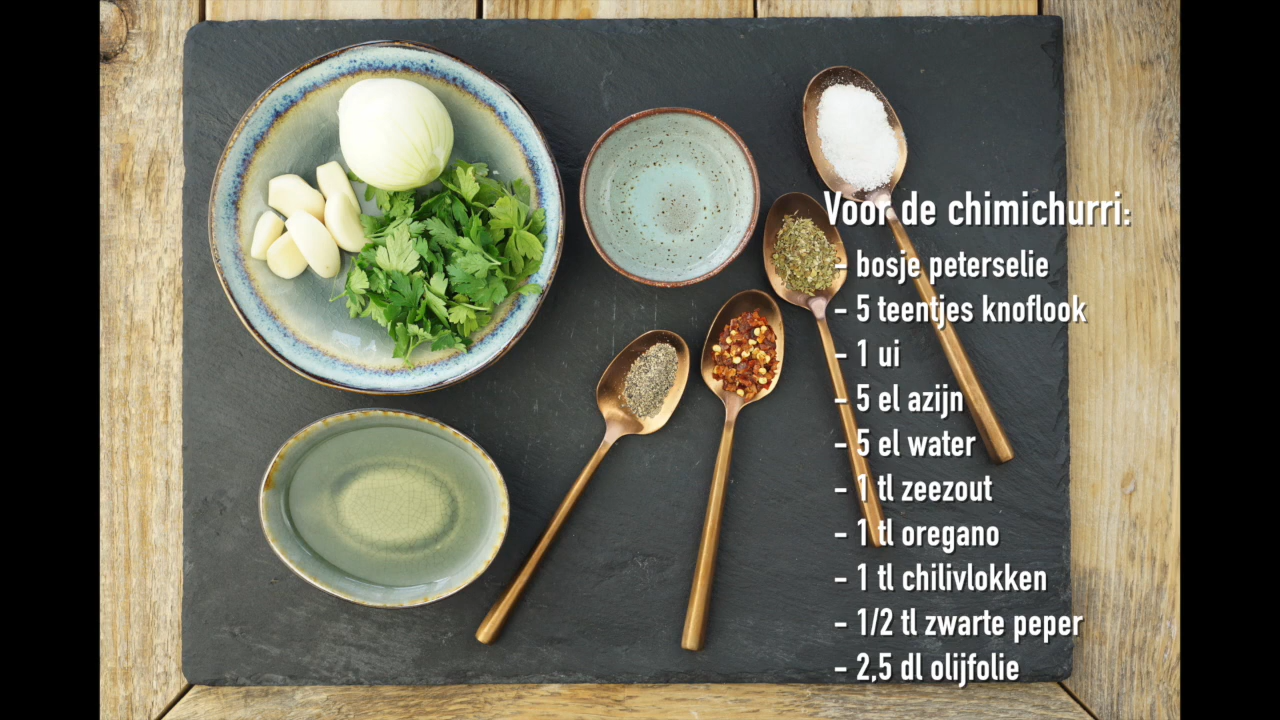 Voor de chimichurri:
- bosje peterselie
- 5 teentjes knoflook
- 1 ui
- 5 el azijn
- 5 el water
- 1 tl zeezout
- 1 tl oregano
- 1 tl chilivlokken
- 1/2 tl zwarte peper
- 2,5 dl olijfolie